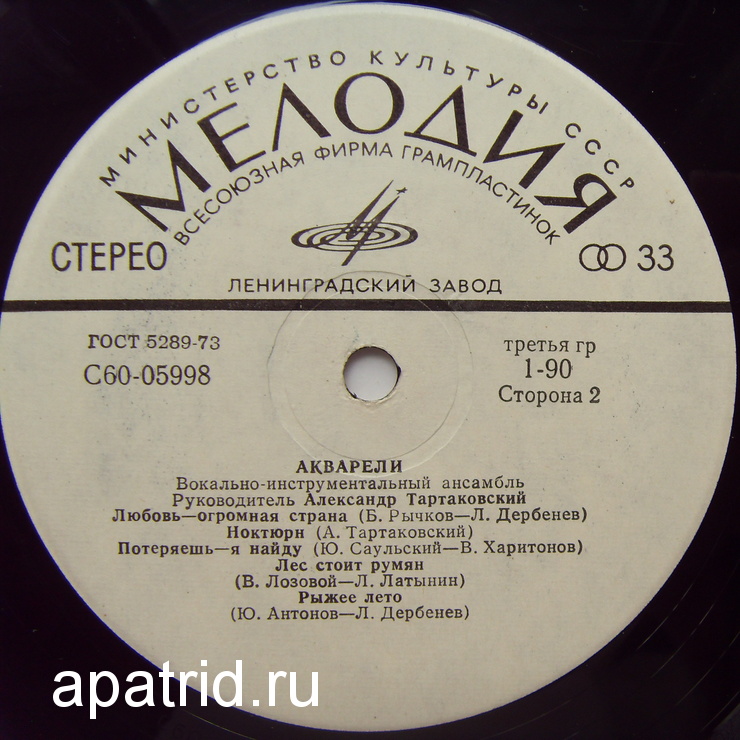 МИНИСТЕРСТВО КУЛЬТУРЫ СССР
МЕЛОДИЯ
ВСЕСОЮЗНАЯ ФИРМА ГРАМПЛАСТИНОК
СТЕРЕО
33
ЛЕНИНГРАДСКИЙ ЗАВОД
ГОСТ 5289-73
С60-05998
третья гр
1-90
Сторона 2
АКВАРЕЛИ
Вокально-инструментальный ансамбль
Руководитель Александр Тартаковский
Любовь—огромная страна (Б. Рычков—Л. Дербенев)
Ноктюрн (А. Тартаковский)
Потеряешь—я найду (Ю. Саульский—В. Харитонов)
Лес стоит румян
(В. Лозовой—Л. Латынин)
Рыжее лето
(Ю. Антонов—Л. Дербенев)
apatrid.ru